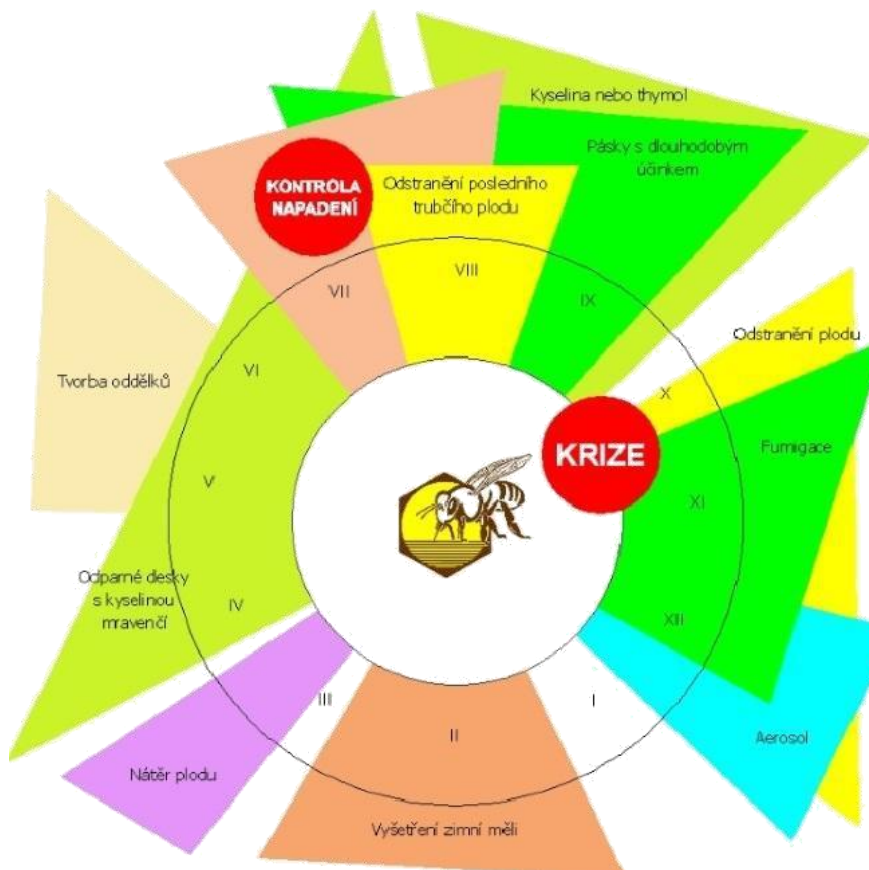 Kyselina nebo thymol
Pásky s dlouhodobým
účinkem
KONTROLA
NAPADENÍ
Odstranění posledního
trubčího plodu
VII
VIII
IX
Odstranění plodu
X
VI
Tvorba oddělků
KRIZE
Fumigace
V
XI
Odparné desky
s kyselinou
mravenčí
IV
XIII
III
I
II
Aerosol
Nátěr plodu
Vyšetření zimní měli